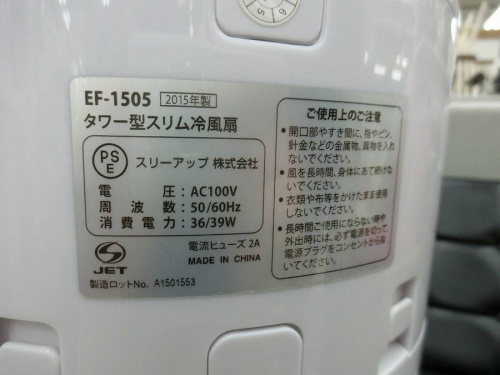 EF-1505 2015年製
タワー型スリム冷風扇
PSE スリーアップ 株式会社
電圧：AC100V
周波数：50/60Hz
消費電力：36/39W
電流ヒューズ 2A
JET MADE IN CHINA
製造ロットNo. A1501553
ご使用上のご注意
•開口部やすき間に、指やピン、
針金などの金属物、異物を入れ
ないでください。
•風を長時間、身体にあて続けな
いでください。
•衣類や布等をかけたまま使用
しないでください。
•長時間ご使用にならない時や
外出時には、必ず電源を切って、
電源プラグをコンセントから抜
いてください。
6